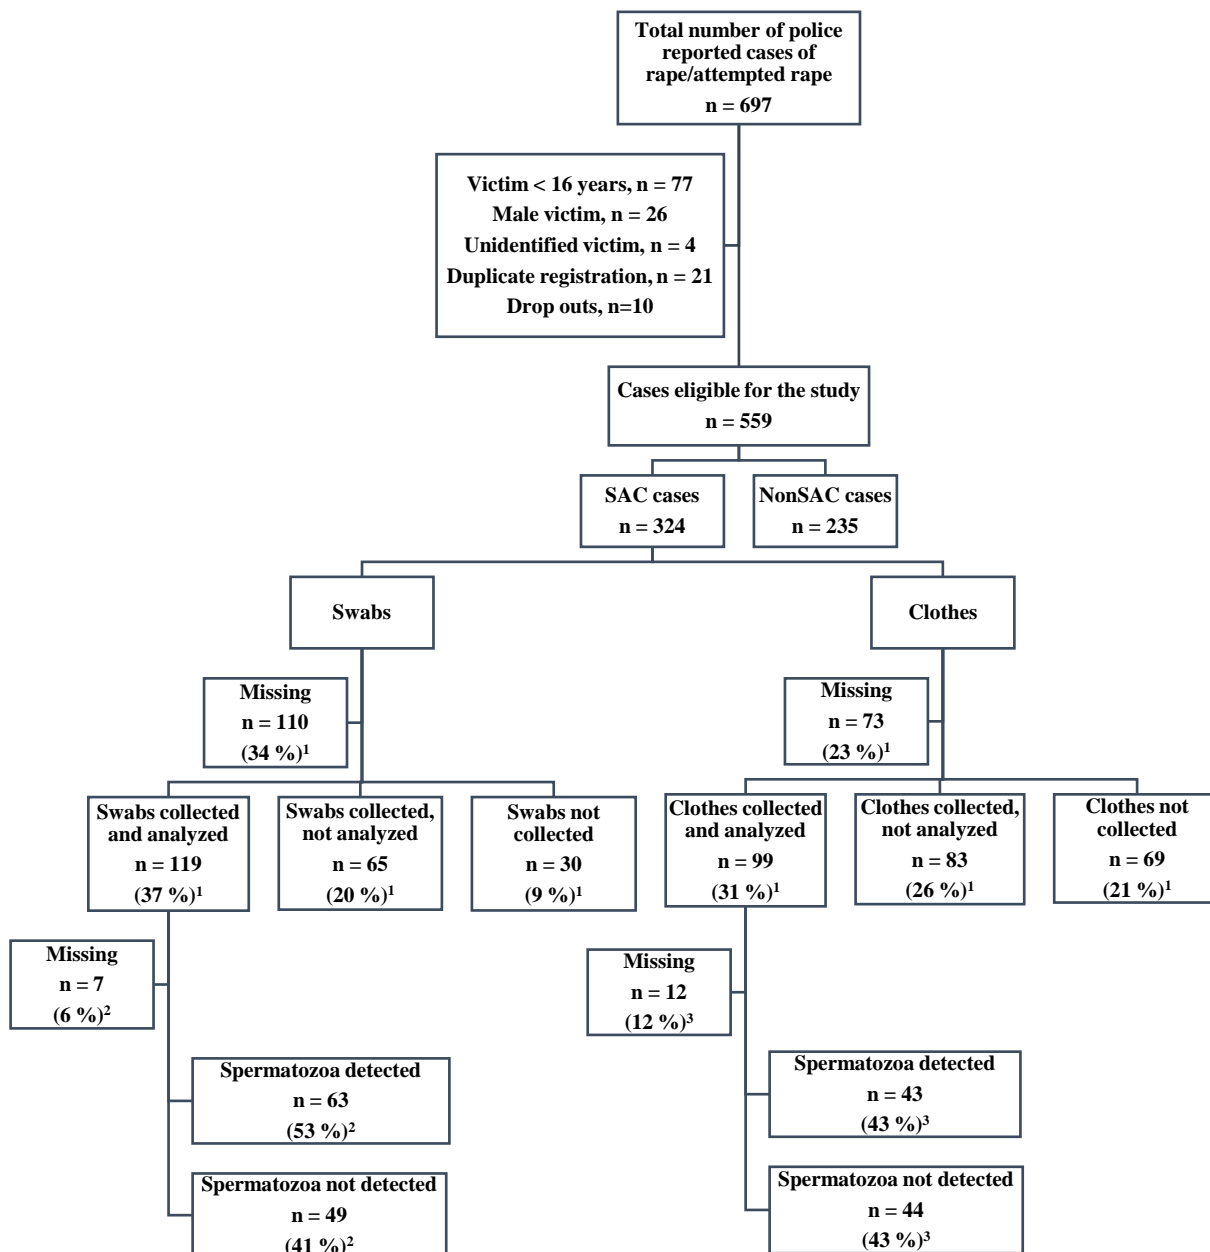 Total number of police
reported cases of
rape/attempted rape
n = 697
Victim < 16 years, n = 77
Male victim, n = 26
Unidentified victim, n = 4
Duplicate registration, n = 21
Drop outs, n=10
Cases eligible for the study
n = 559
SAC cases
n = 324
NonSAC cases
n = 235
Swabs
Clothes
Missing
n = 110
(34 %)¹
Missing
n = 73
(23 %)¹
Swabs collected
and analyzed
n = 119
(37 %)¹
Swabs collected,
not analyzed
n = 65
(20 %)¹
Swabs not
collected
n = 30
(9 %)¹
Clothes collected
and analyzed
n = 99
(31 %)¹
Clothes collected,
not analyzed
n = 83
(26 %)¹
Clothes not
collected
n = 69
(21 %)¹
Missing
n = 7
(6 %)²
Missing
n = 12
(12 %)³
Spermatozoa detected
n = 63
(53 %)²
Spermatozoa detected
n = 43
(43 %)³
Spermatozoa not detected
n = 49
(41 %)²
Spermatozoa not detected
n = 44
(43 %)³